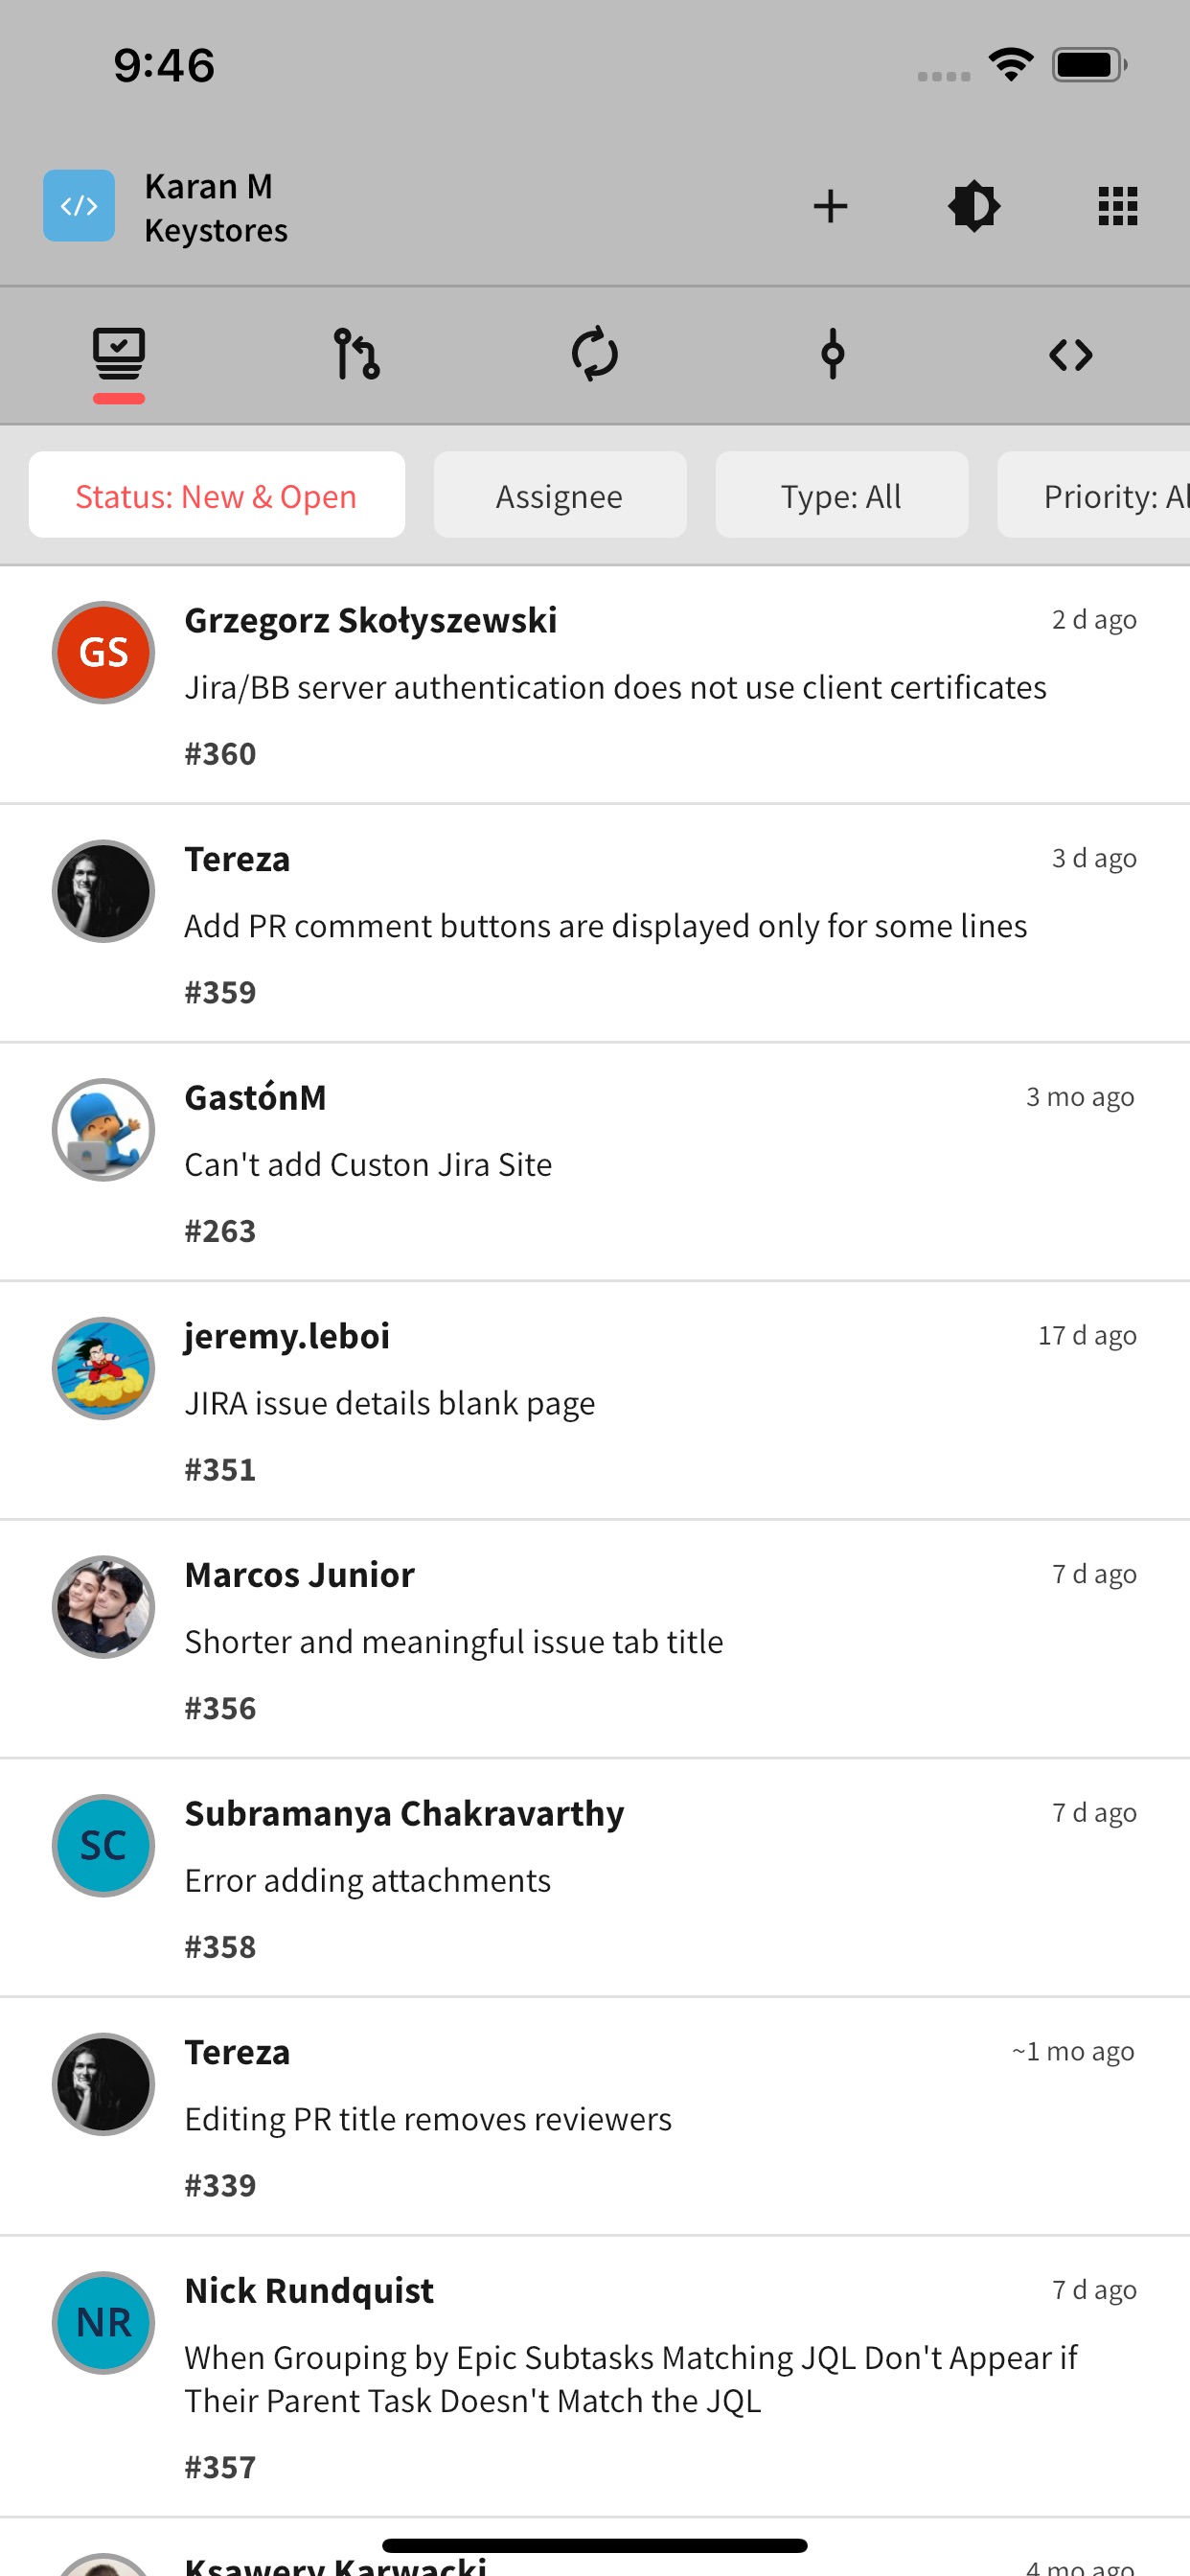 9:46
Karan M
Keystores
Status: New & Open
Assignee
Type: All
Priority: Al
GS
Grzegorz Skołyszewski
2 d ago
Jira/BB server authentication does not use client certificates
#360
Tereza
3 d ago
Add PR comment buttons are displayed only for some lines
#359
GastónM
3 mo ago
Can't add Custon Jira Site
#263
jeremy.leboi
17 d ago
JIRA issue details blank page
#351
Marcos Junior
7 d ago
Shorter and meaningful issue tab title
#356
SC
Subramanya Chakravarthy
7 d ago
Error adding attachments
#358
Tereza
~1 mo ago
Editing PR title removes reviewers
#339
NR
Nick Rundquist
7 d ago
When Grouping by Epic Subtasks Matching JQL Don't Appear if
Their Parent Task Doesn't Match the JQL
#357
Ksawery Karwacki
4 mo ago